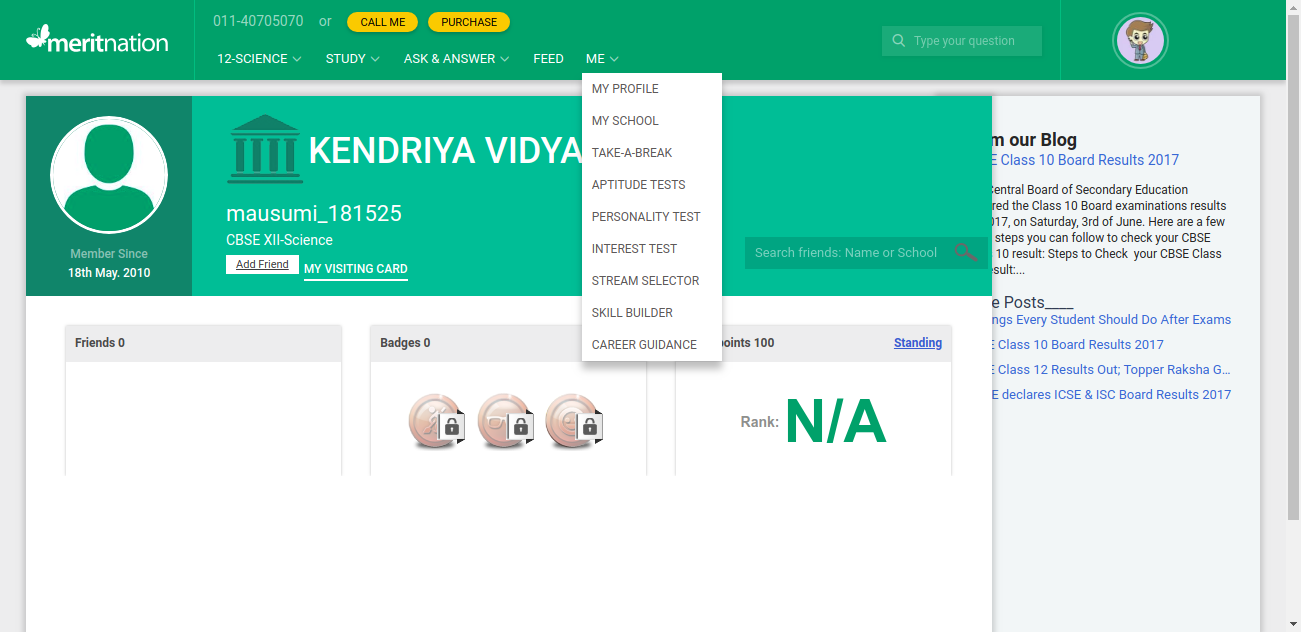 meritnation
011-40705070 or CALL ME PURCHASE
Type your question
12-SCIENCE STUDY ASK & ANSWER FEED ME
MY PROFILE
MY SCHOOL
TAKE-A-BREAK
APTITUDE TESTS
PERSONALITY TEST
INTEREST TEST
STREAM SELECTOR
SKILL BUILDER
CAREER GUIDANCE
Member Since
18th May. 2010
KENDRIYA VIDYA
mausumi_181525
CBSE XII-Science
Add Friend MY VISITING CARD
Search friends: Name or School
Friends 0
Badges 0
points 100 Standing
Rank: N/A
m our Blog
E Class 10 Board Results 2017
Central Board of Secondary Education
red the Class 10 Board examinations results
017, on Saturday, 3rd of June. Here are a few
steps you can follow to check your CBSE
10 result: Steps to Check your CBSE Class
esult:...
e Posts____
ngs Every Student Should Do After Exams
E Class 10 Board Results 2017
E Class 12 Results Out; Topper Raksha G...
E declares ICSE & ISC Board Results 2017